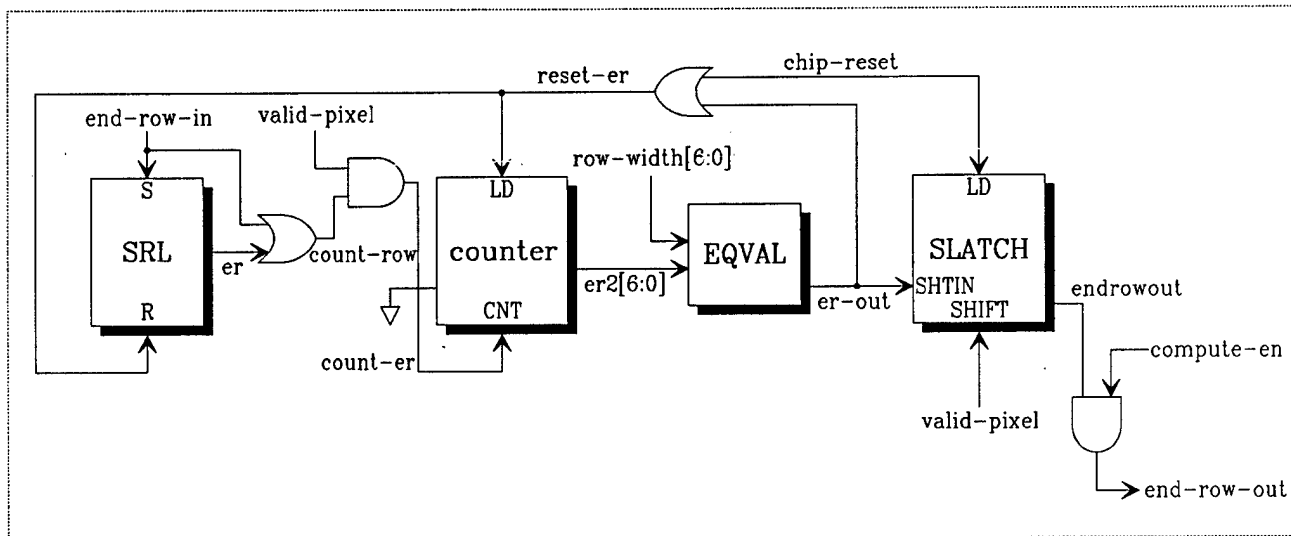 chip-reset
reset-er
end-row-in
valid-pixel
row-width[6:0]
S
LD
LD
SRL
er
count-row
counter
EQVAL
SLATCH
er2[6:0]
er-out
SHTIN
endrowout
R
CNT
SHIFT
count-er
compute-en
valid-pixel
end-row-out